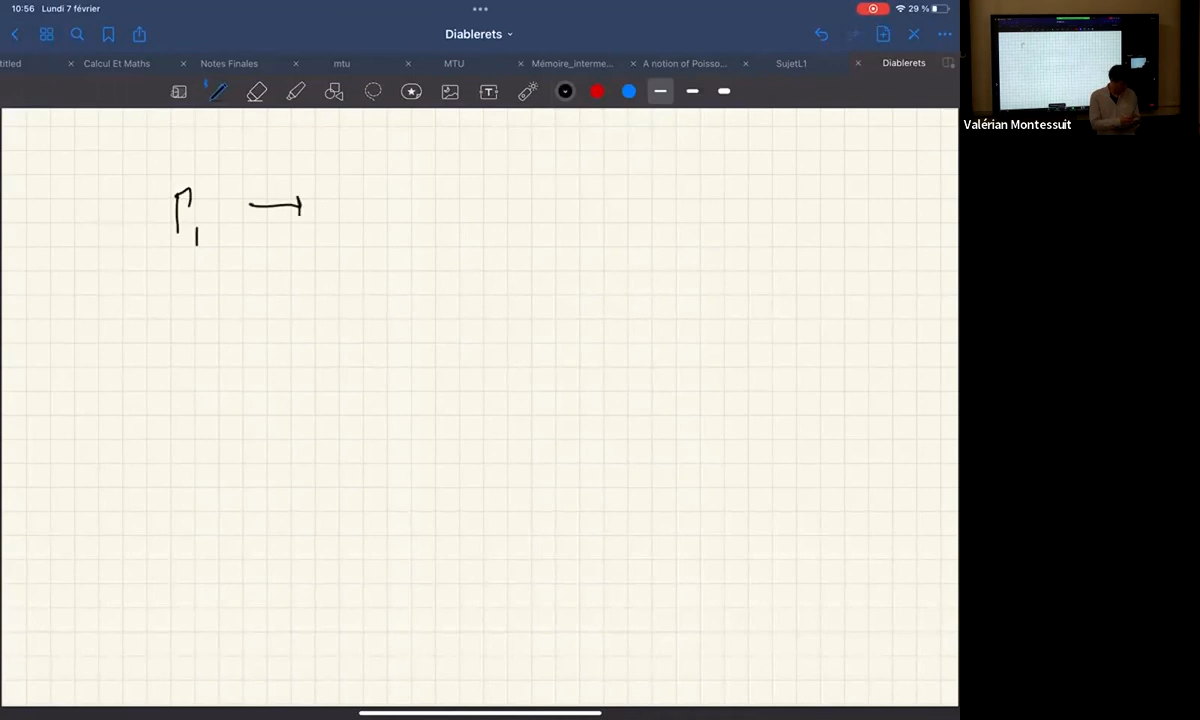 10:56 Lundi 7 février
29 %
Diablerets
titled
Calcul Et Maths
Notes Finales
mtu
MTU
Mémoire_interme...
A notion of Poisso...
SujetL1
Diablerets
Γ₁
Valérian Montessuit